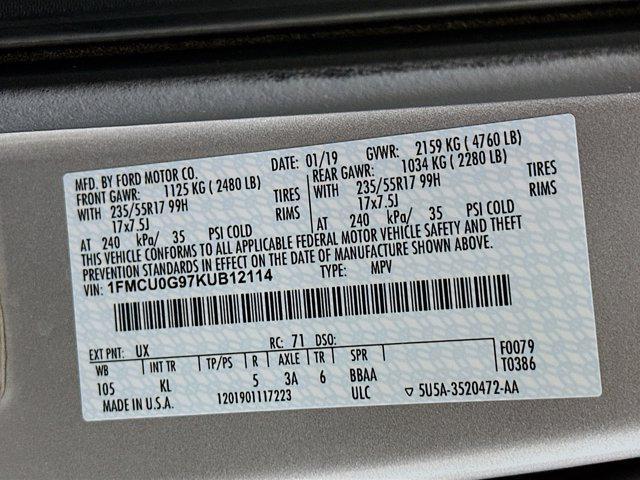 MFD. BY FORD MOTOR CO. DATE: 01/19 GVWR: 2159 KG ( 4760 LB)
FRONT GAWR: 1125 KG ( 2480 LB) REAR GAWR: 1034 KG ( 2280 LB)
WITH 235/55R17 99H TIRES WITH 235/55R17 99H TIRES
17x7.5J RIMS 17x7.5J RIMS
AT 240 kPa/ 35 PSI COLD AT 240 kPa/ 35 PSI COLD
THIS VEHICLE CONFORMS TO ALL APPLICABLE FEDERAL MOTOR VEHICLE SAFETY AND THEFT
PREVENTION STANDARDS IN EFFECT ON THE DATE OF MANUFACTURE SHOWN ABOVE.
VIN: 1FMCU0G97KUB12114 TYPE: MPV
EXT PNT: UX RC: 71 DSO: F0079
WB INT TR TP/PS R AXLE TR SPR T0386
105 KL 5 3A 6 BBAA
MADE IN U.S.A. 1201901117223 ULC ▽ 5U5A-3520472-AA